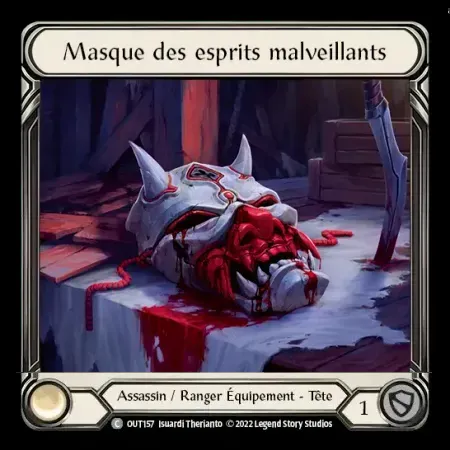 Masque des esprits malveillants
Assassin / Ranger Équipement - Tête
1
C OUT157 Isuardi Therianto © 2022 Legend Story Studios